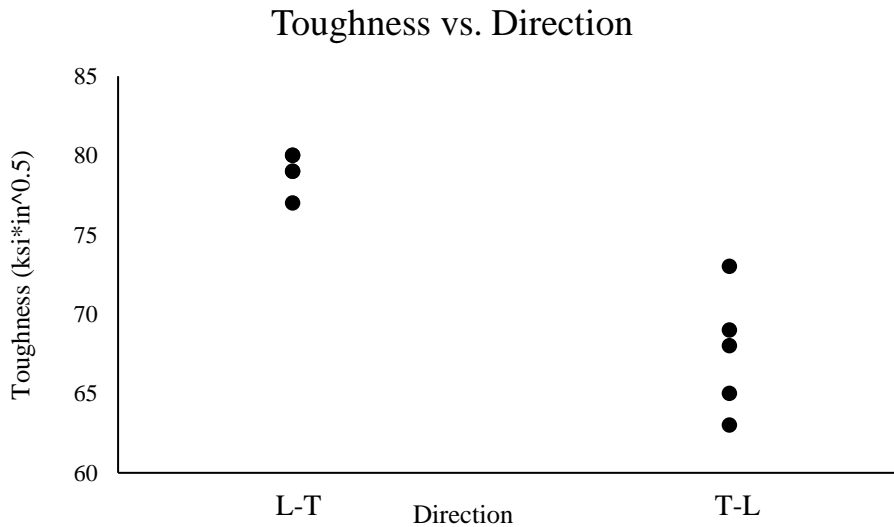 Toughness vs. Direction
Toughness (ksi*in^0.5)
85
80
75
70
65
60
L-T
T-L
Direction